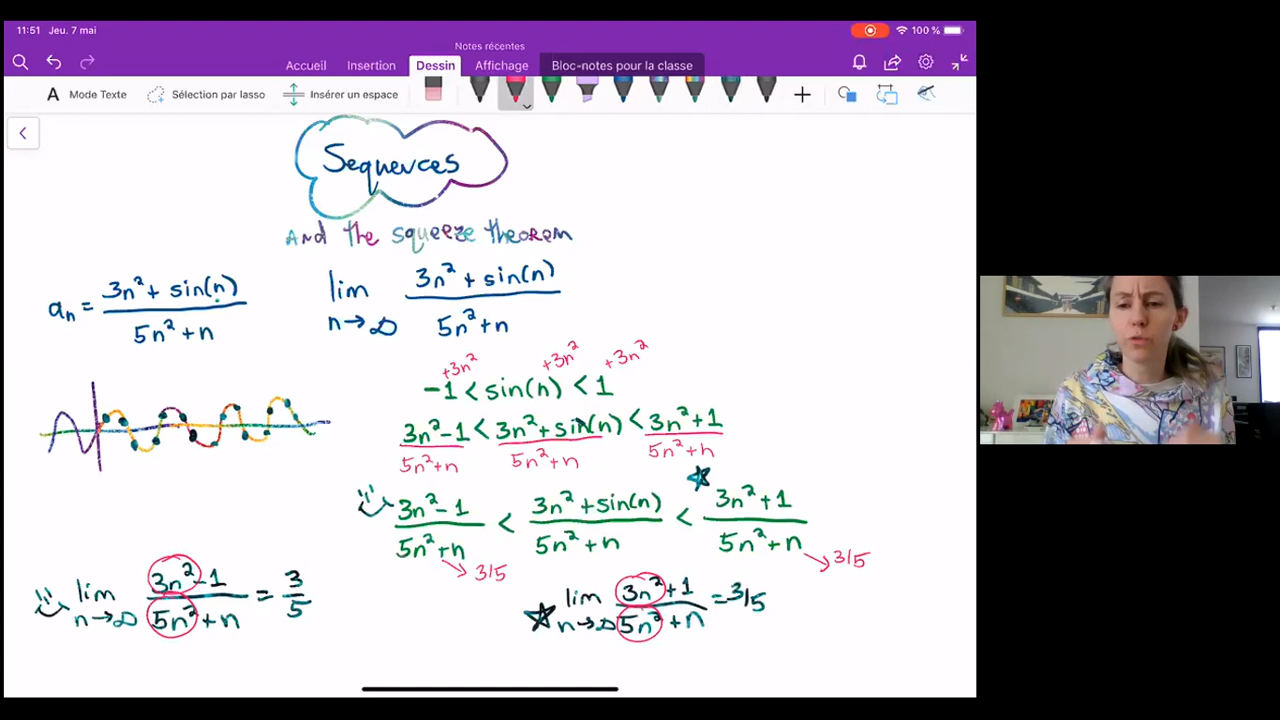 11:51 Jeu. 7 mai
100 %
Notes récentes
Accueil Insertion Dessin Affichage Bloc-notes pour la classe
A Mode Texte Sélection par lasso Insérer un espace
Sequences
And the squeeze theorem
aₙ = (3n² + sin(n))/(5n² + n) lim n→∞ (3n² + sin(n))/(5n² + n)
+3n² +3n² +3n²
-1 < sin(n) < 1
3n²-1 < 3n²+sin(n) < 3n²+1
5n²+n 5n²+n 5n²+n
(3n²-1)/(5n²+n) < (3n²+sin(n))/(5n²+n) < (3n²+1)/(5n²+n)
→ 3/5 → 3/5
lim n→∞ (3n²-1)/(5n²+n) = 3/5 lim n→∞ (3n²+1)/(5n²+n) = 3/5